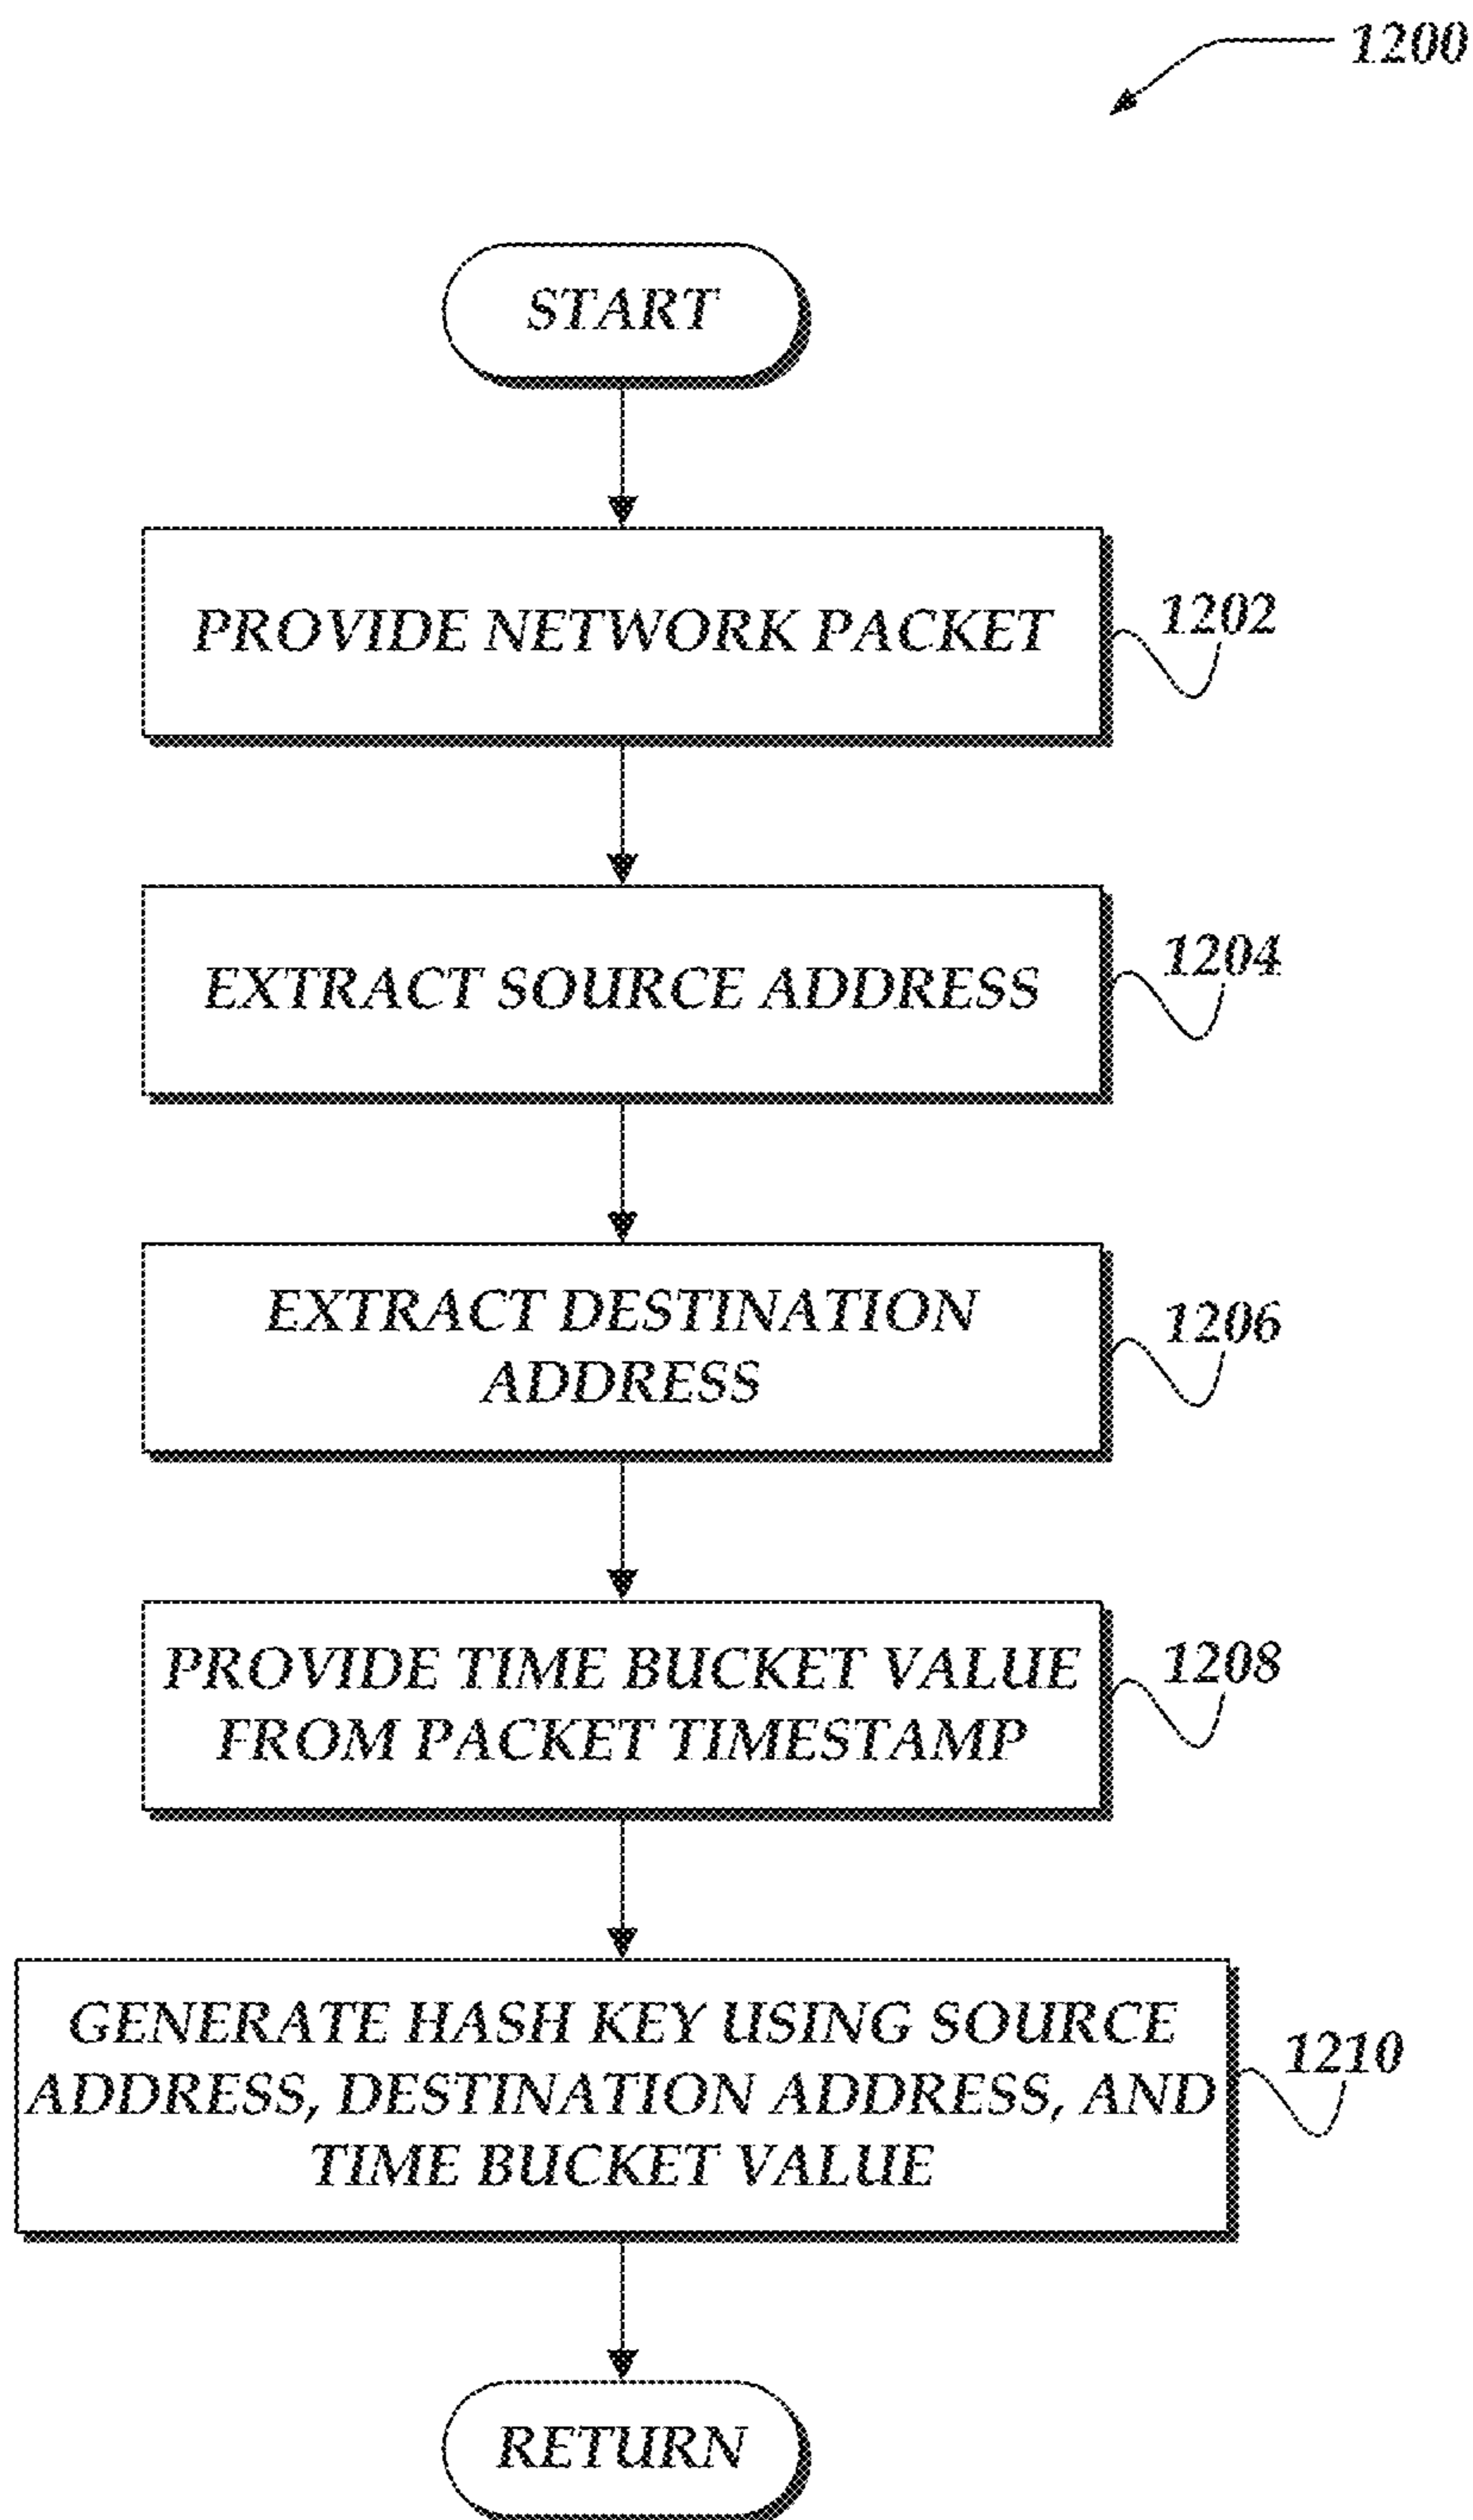 1200
START
PROVIDE NETWORK PACKET
1202
EXTRACT SOURCE ADDRESS
1204
EXTRACT DESTINATION
ADDRESS
1206
PROVIDE TIME BUCKET VALUE
FROM PACKET TIMESTAMP
1208
GENERATE HASH KEY USING SOURCE
ADDRESS, DESTINATION ADDRESS, AND
TIME BUCKET VALUE
1210
RETURN